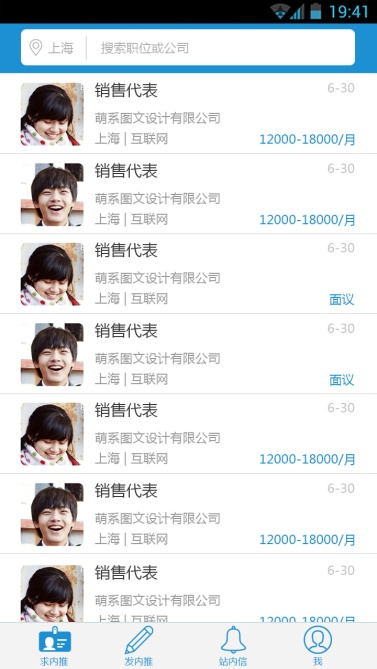 19:41
上海 搜索职位或公司
销售代表 6-30
萌系图文设计有限公司
上海 | 互联网 12000-18000/月
销售代表 6-30
萌系图文设计有限公司
上海 | 互联网 12000-18000/月
销售代表 6-30
萌系图文设计有限公司
上海 | 互联网 面议
销售代表 6-30
萌系图文设计有限公司
上海 | 互联网 面议
销售代表 6-30
萌系图文设计有限公司
上海 | 互联网 12000-18000/月
销售代表 6-30
萌系图文设计有限公司
上海 | 互联网 12000-18000/月
销售代表 6-30
萌系图文设计有限公司
上海 | 互联网 12000-18000/月
求内推 发内推 站内信 我